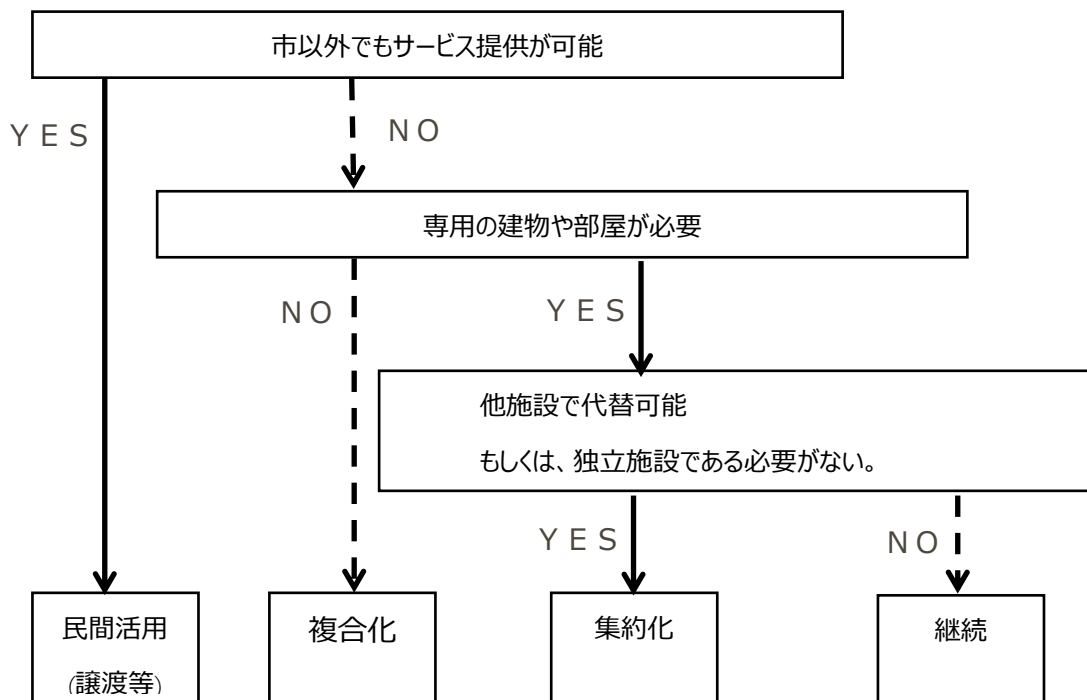 市以外でもサービス提供が可能
ＹＥＳ
ＮＯ
専用の建物や部屋が必要
ＮＯ
ＹＥＳ
他施設で代替可能
もしくは、独立施設である必要がない。
ＹＥＳ
ＮＯ
民間活用
(譲渡等)
複合化
集約化
継続